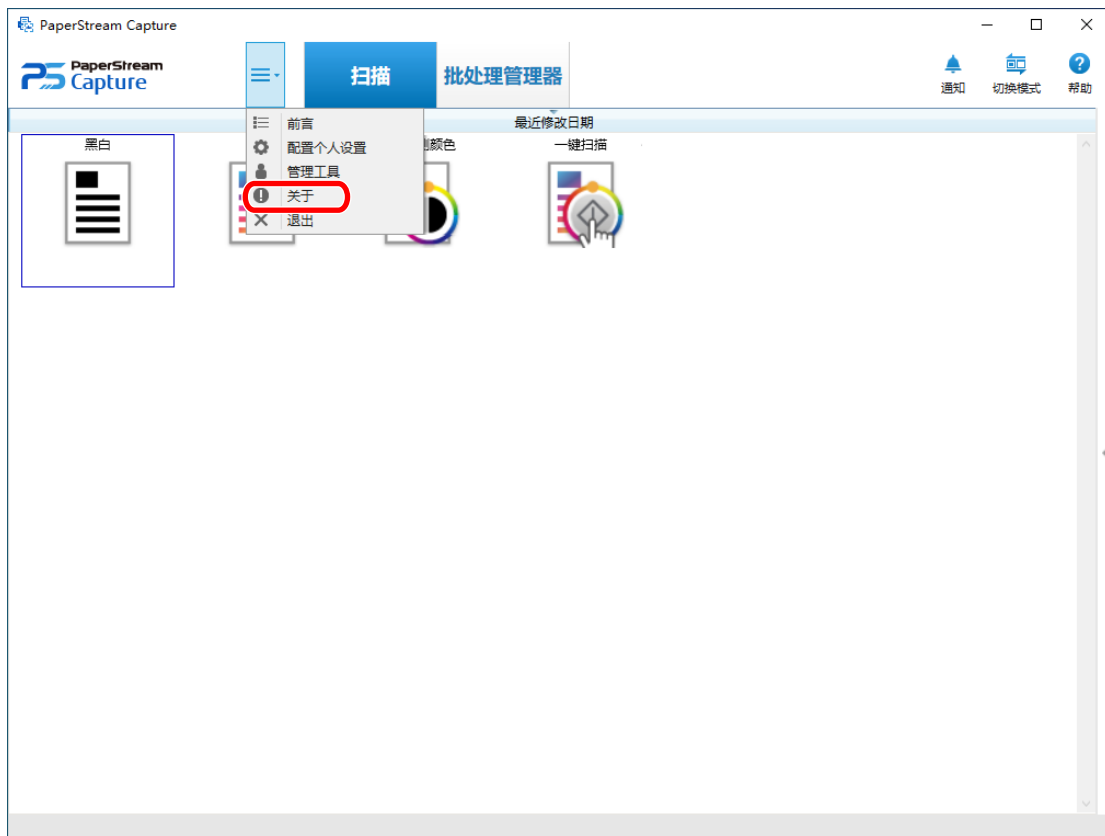 PaperStream Capture
PaperStream
Capture
扫描
批处理管理器
通知
切换模式
帮助
最近修改日期
前言
配置个人设置
管理工具
关于
退出
黑白
颜色
一键扫描